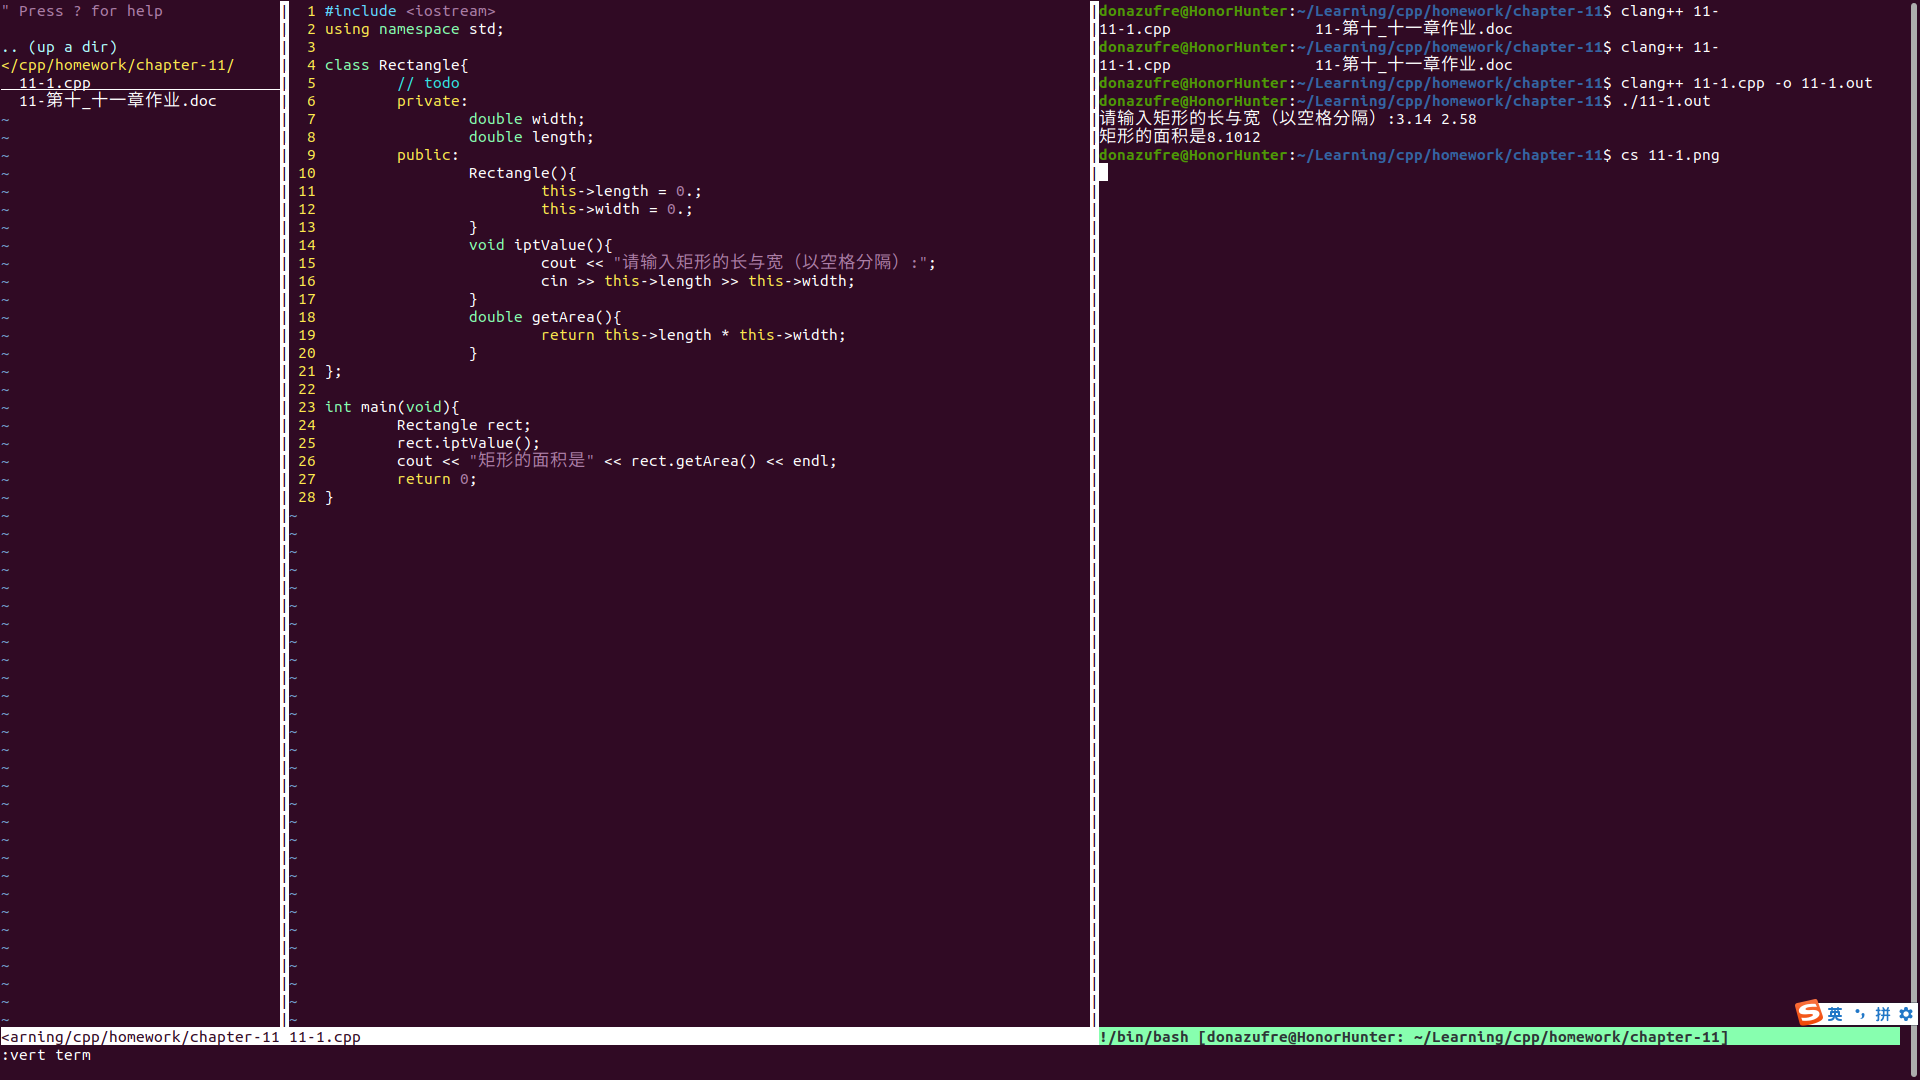 " Press ? for help
.. (up a dir)
</cpp/homework/chapter-11/
11-1.cpp
11-第十_十一章作业.doc
1 #include <iostream>
2 using namespace std;
3
4 class Rectangle{
5 // todo
6 private:
7 double width;
8 double length;
9 public:
10 Rectangle(){
11 this->length = 0.;
12 this->width = 0.;
13 }
14 void iptValue(){
15 cout << "请输入矩形的长与宽（以空格分隔）:";
16 cin >> this->length >> this->width;
17 }
18 double getArea(){
19 return this->length * this->width;
20 }
21 };
22
23 int main(void){
24 Rectangle rect;
25 rect.iptValue();
26 cout << "矩形的面积是" << rect.getArea() << endl;
27 return 0;
28 }
donazufre@HonorHunter:~/Learning/cpp/homework/chapter-11$ clang++ 11-
11-1.cpp 11-第十_十一章作业.doc
donazufre@HonorHunter:~/Learning/cpp/homework/chapter-11$ clang++ 11-
11-1.cpp 11-第十_十一章作业.doc
donazufre@HonorHunter:~/Learning/cpp/homework/chapter-11$ clang++ 11-1.cpp -o 11-1.out
donazufre@HonorHunter:~/Learning/cpp/homework/chapter-11$ ./11-1.out
请输入矩形的长与宽（以空格分隔）:3.14 2.58
矩形的面积是8.1012
donazufre@HonorHunter:~/Learning/cpp/homework/chapter-11$ cs 11-1.png
S 英 拼
<arning/cpp/homework/chapter-11 11-1.cpp
!/bin/bash [donazufre@HonorHunter: ~/Learning/cpp/homework/chapter-11]
:vert term